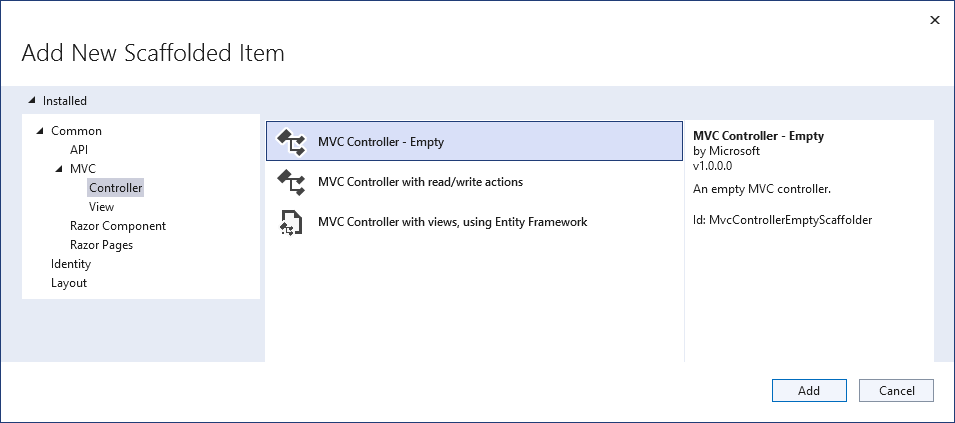 Add New Scaffolded Item
Installed
Common
API
MVC
Controller
View
Razor Component
Razor Pages
Identity
Layout
MVC Controller - Empty
MVC Controller with read/write actions
MVC Controller with views, using Entity Framework
MVC Controller - Empty
by Microsoft
v1.0.0.0
An empty MVC controller.
Id: MvcControllerEmptyScaffolder
Add
Cancel